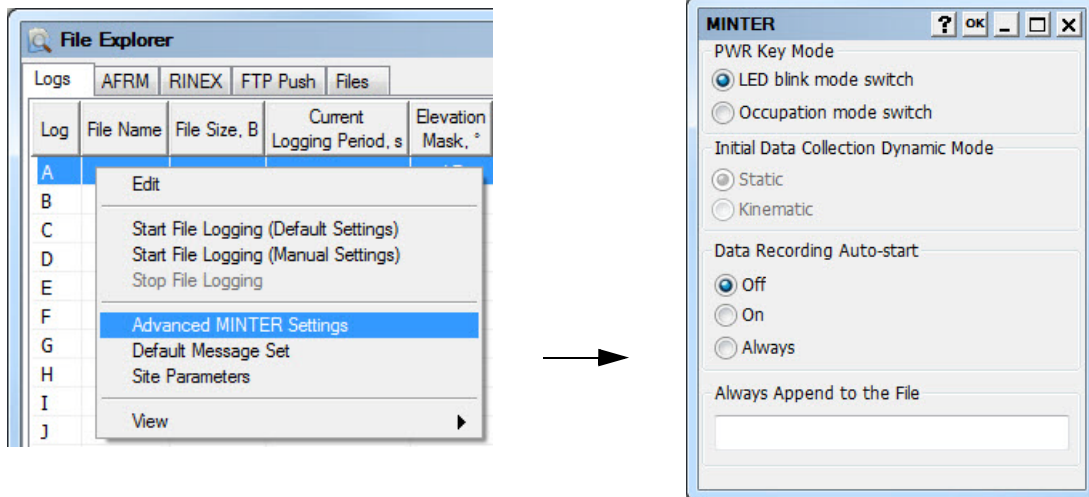 File Explorer
Logs AFRM RINEX FTP Push Files
Log File Name File Size, B Current Logging Period, s Elevation Mask, °
A
B
C
D
E
F
G
H
I
J
Edit
Start File Logging (Default Settings)
Start File Logging (Manual Settings)
Stop File Logging
Advanced MINTER Settings
Default Message Set
Site Parameters
View
MINTER ? OK
PWR Key Mode
LED blink mode switch
Occupation mode switch
Initial Data Collection Dynamic Mode
Static
Kinematic
Data Recording Auto-start
Off
On
Always
Always Append to the File